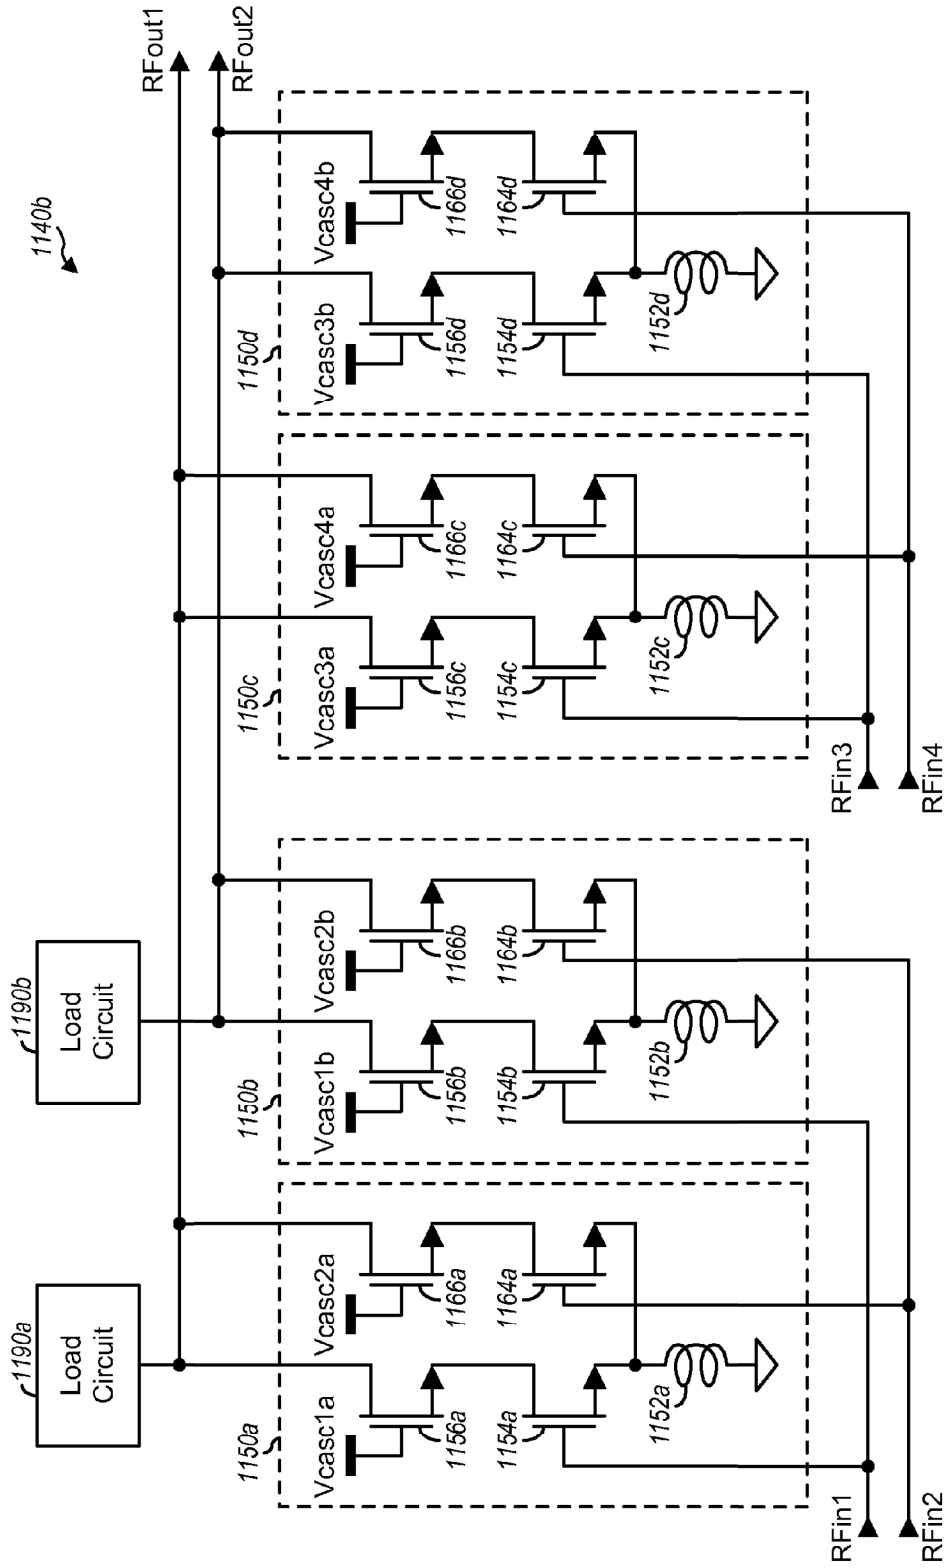 1140b
RFout1
RFout2
1190a
Load
Circuit
1190b
Load
Circuit
1150a
Vcasc1a
Vcasc2a
1156a
1166a
1154a
1164a
1152a
1150b
Vcasc1b
Vcasc2b
1156b
1166b
1154b
1164b
1152b
1150c
Vcasc3a
Vcasc4a
1156c
1166c
1154c
1164c
1152c
1150d
Vcasc3b
Vcasc4b
1156d
1166d
1154d
1164d
1152d
RFin1
RFin2
RFin3
RFin4